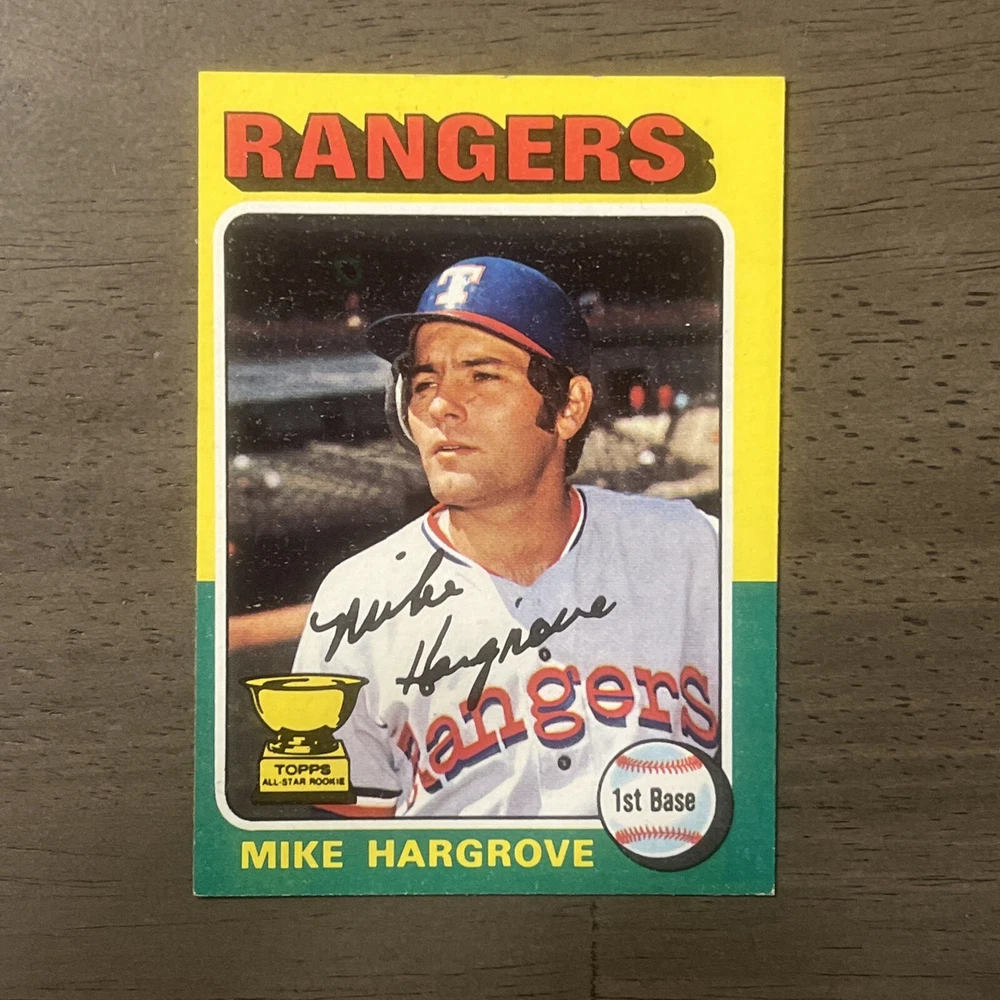 RANGERS
T
Mike
Hargrove
Rangers
TOPPS
ALL-STAR ROOKIE
1st Base
MIKE HARGROVE